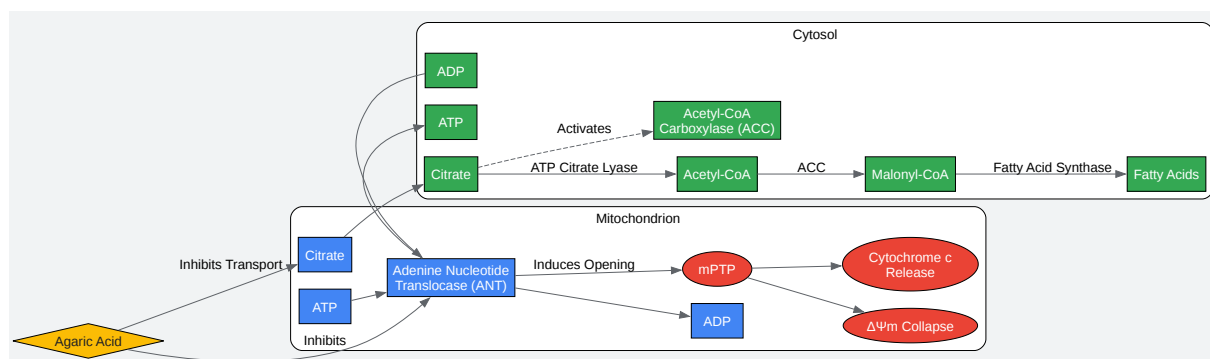 Cytosol
ADP
ATP
Acetyl-CoA
Carboxylase (ACC)
Activates
Citrate
ATP Citrate Lyase
Acetyl-CoA
ACC
Malonyl-CoA
Fatty Acid Synthase
Fatty Acids
Mitochondrion
Inhibits Transport
Citrate
Adenine Nucleotide
Translocase (ANT)
Induces Opening
mPTP
Cytochrome c
Release
ATP
ADP
ΔΨm Collapse
Agaric Acid
Inhibits